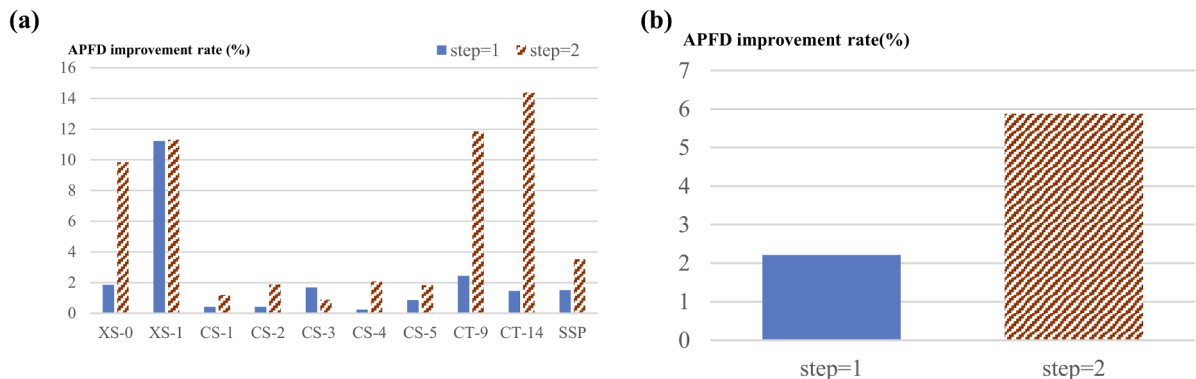 (a)
APFD improvement rate (%)
step=1 step=2
16
14
12
10
8
6
4
2
0
XS-0 XS-1 CS-1 CS-2 CS-3 CS-4 CS-5 CT-9 CT-14 SSP
(b)
APFD improvement rate(%)
7
6
5
4
3
2
1
0
step=1 step=2